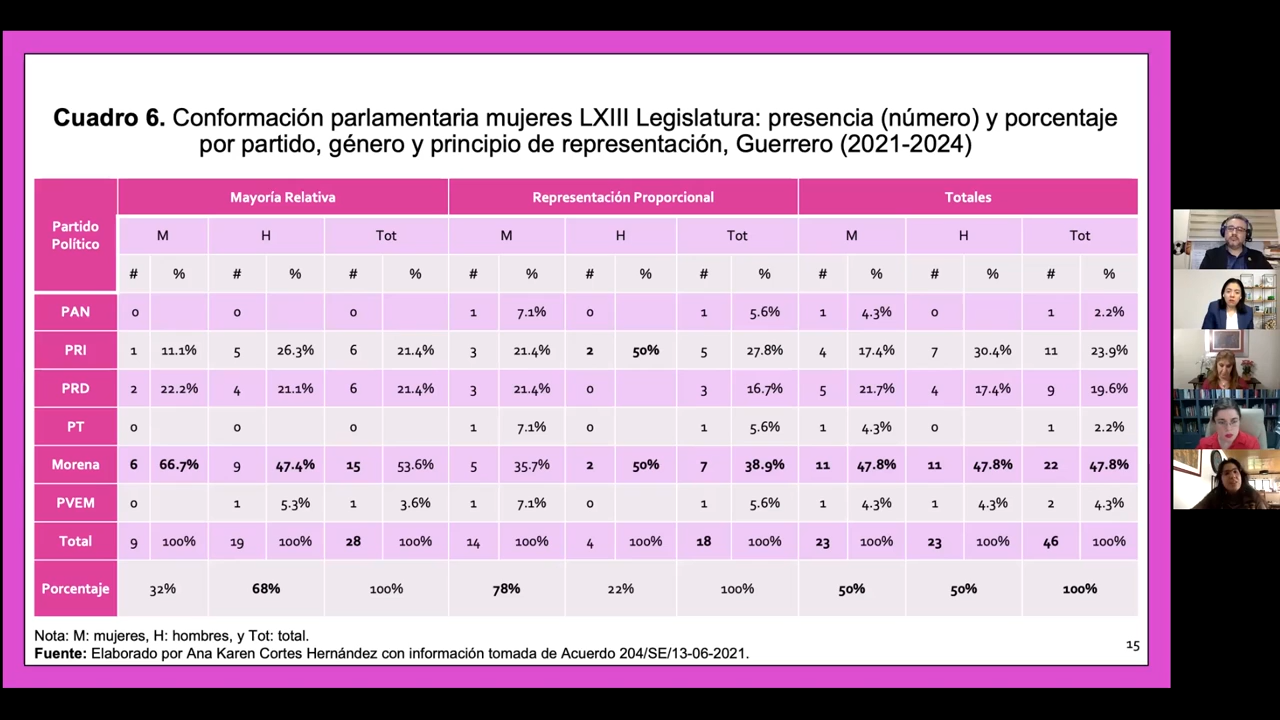 Cuadro 6. Conformación parlamentaria mujeres LXIII Legislatura: presencia (número) y porcentaje
por partido, género y principio de representación, Guerrero (2021-2024)
Partido Político Mayoría Relativa Representación Proporcional Totales
M H Tot M H Tot M H Tot
# % # % # % # % # % # % # % # % # %
PAN 0 0 0 1 7.1% 0 1 5.6% 1 4.3% 0 1 2.2%
PRI 1 11.1% 5 26.3% 6 21.4% 3 21.4% 2 50% 5 27.8% 4 17.4% 7 30.4% 11 23.9%
PRD 2 22.2% 4 21.1% 6 21.4% 3 21.4% 0 3 16.7% 5 21.7% 4 17.4% 9 19.6%
PT 0 0 0 1 7.1% 0 1 5.6% 1 4.3% 0 1 2.2%
Morena 6 66.7% 9 47.4% 15 53.6% 5 35.7% 2 50% 7 38.9% 11 47.8% 11 47.8% 22 47.8%
PVEM 0 1 5.3% 1 3.6% 1 7.1% 0 1 5.6% 1 4.3% 1 4.3% 2 4.3%
Total 9 100% 19 100% 28 100% 14 100% 4 100% 18 100% 23 100% 23 100% 46 100%
Porcentaje 32% 68% 100% 78% 22% 100% 50% 50% 100%
Nota: M: mujeres, H: hombres, y Tot: total.
Fuente: Elaborado por Ana Karen Cortes Hernández con información tomada de Acuerdo 204/SE/13-06-2021.
15